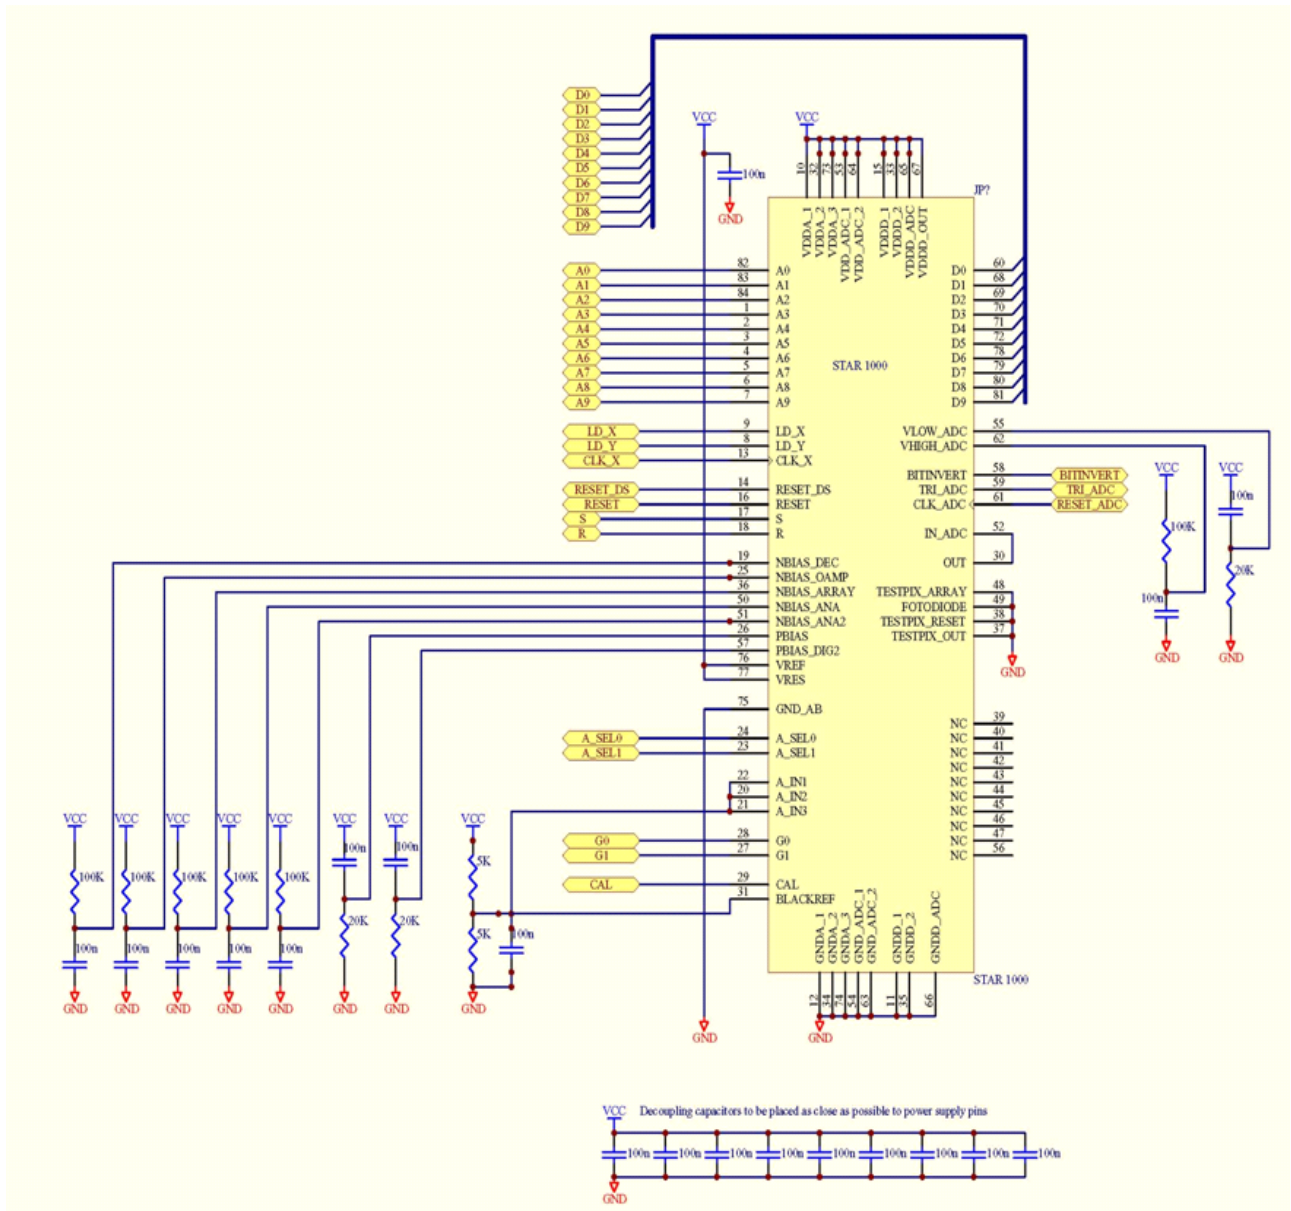 D0
D1
D2
D3
D4
D5
D6
D7
D8
D9
VCC
100n
GND
VCC
10
32
73
53
64
15
33
65
67
JP?
VDDA_1
VDDA_2
VDDA_3
VDD_ADC_1
VDD_ADC_2
VDDD_1
VDDD_2
VDDD_ADC
VDDD_OUT
A0 82 A0
A1 83 A1
A2 84 A2
A3 1 A3
A4 2 A4
A5 3 A5
A6 4 A6
A7 5 A7
A8 6 A8
A9 7 A9
D0 60
D1 68
D2 69
D3 70
D4 71
D5 72
D6 78
D7 79
D8 80
D9 81
STAR 1000
LD_X 9 LD_X
LD_Y 8 LD_Y
CLK_X 13 CLK_X
RESET_DS 14 RESET_DS
RESET 16 RESET
S 17 S
R 18 R
19 NBIAS_DEC
25 NBIAS_OAMP
36 NBIAS_ARRAY
50 NBIAS_ANA
51 NBIAS_ANA2
26 PBIAS
57 PBIAS_DIG2
76 VREF
77 VRES
75 GND_AB
A_SEL0 24 A_SEL0
A_SEL1 23 A_SEL1
22 A_IN1
20 A_IN2
21 A_IN3
G0 28 G0
G1 27 G1
CAL 29 CAL
31 BLACKREF
VLOW_ADC 55
VHIGH_ADC 62
BITINVERT 58 BITINVERT
TRI_ADC 59 TRI_ADC
CLK_ADC 61 RESET_ADC
IN_ADC 52
OUT 30
TESTPIX_ARRAY 48
FOTODIODE 49
TESTPIX_RESET 38
TESTPIX_OUT 37
GND
VCC
100K
100n
GND
VCC
100n
20K
GND
NC 39
NC 40
NC 41
NC 42
NC 43
NC 44
NC 45
NC 46
NC 47
NC 56
VCC
100K
100n
GND
VCC
100K
100n
GND
VCC
100K
100n
GND
VCC
100K
100n
GND
VCC
100K
100n
GND
VCC
100n
20K
GND
VCC
100n
20K
GND
VCC
5K
5K
100n
GND
GND
GNDA_1
GNDA_2
GNDA_3
GND_ADC_1
GND_ADC_2
GNDD_1
GNDD_2
GNDD_ADC
STAR 1000
12
34
74
54
63
11
35
66
GND
VCC Decoupling capacitors to be placed as close as possible to power supply pins
100n 100n 100n 100n 100n 100n 100n 100n 100n
GND